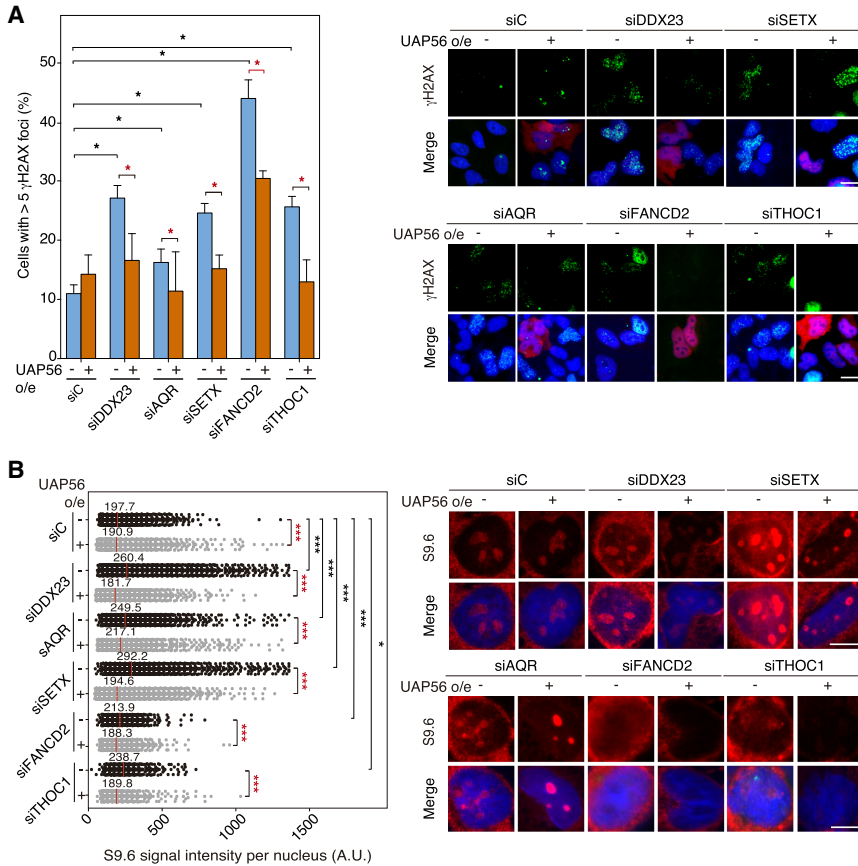 A
Cells with > 5 γH2AX foci (%)
50
40
30
20
10
0
* * * * *
* * * * *
UAP56 o/e
- + - + - + - + - + - +
siC siDDX23 siAQR siSETX siFANCD2 siTHOC1
siC siDDX23 siSETX
UAP56 o/e - + - + - +
γH2AX
Merge
siAQR siFANCD2 siTHOC1
UAP56 o/e - + - + - +
γH2AX
Merge
B
UAP56 o/e
siC - 197.7
+ 190.9
siDDX23 - 260.4
+ 181.7
sAQR - 249.5
+ 217.1
siSETX - 292.2
+ 194.6
siFANCD2 - 213.9
+ 188.3
siTHOC1 - 238.7
+ 189.8
*** *** *** *** *** ***
*** *** *** *** *
0 500 1000 1500
S9.6 signal intensity per nucleus (A.U.)
siC siDDX23 siSETX
UAP56 o/e - + - + - +
S9.6
Merge
siAQR siFANCD2 siTHOC1
UAP56 o/e - + - + - +
S9.6
Merge